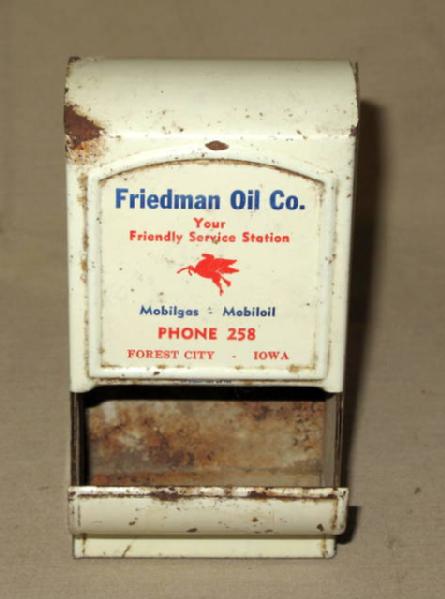 Friedman Oil Co.
Your
Friendly Service Station
Mobilgas - Mobiloil
PHONE 258
FOREST CITY - IOWA